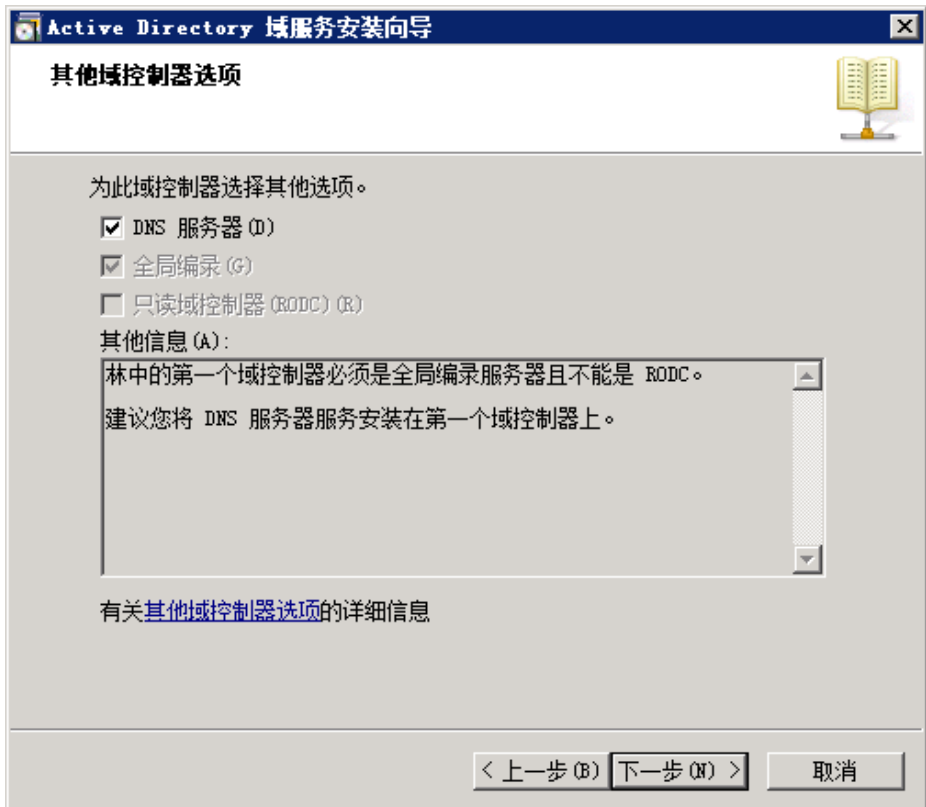 Active Directory 域服务安装向导
其他域控制器选项
为此域控制器选择其他选项。
DNS 服务器(D)
全局编录(G)
只读域控制器(RODC)(R)
其他信息(A):
林中的第一个域控制器必须是全局编录服务器且不能是 RODC。
建议您将 DNS 服务器服务安装在第一个域控制器上。
有关其他域控制器选项的详细信息
< 上一步(B) 下一步(N) > 取消